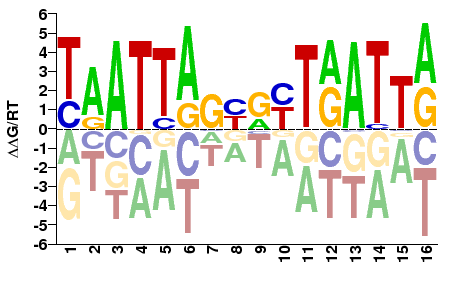 6
5
4
3
2
1
0
-1
-2
-3
-4
-5
-6
ΔΔG/RT
T A A T T A G C G C T A A T T A
C G C G T A T G C G
A C C C G C A A T A G C G G A C
G T G A A T T T A T T A T
T
1 2 3 4 5 6 7 8 9 10 11 12 13 14 15 16